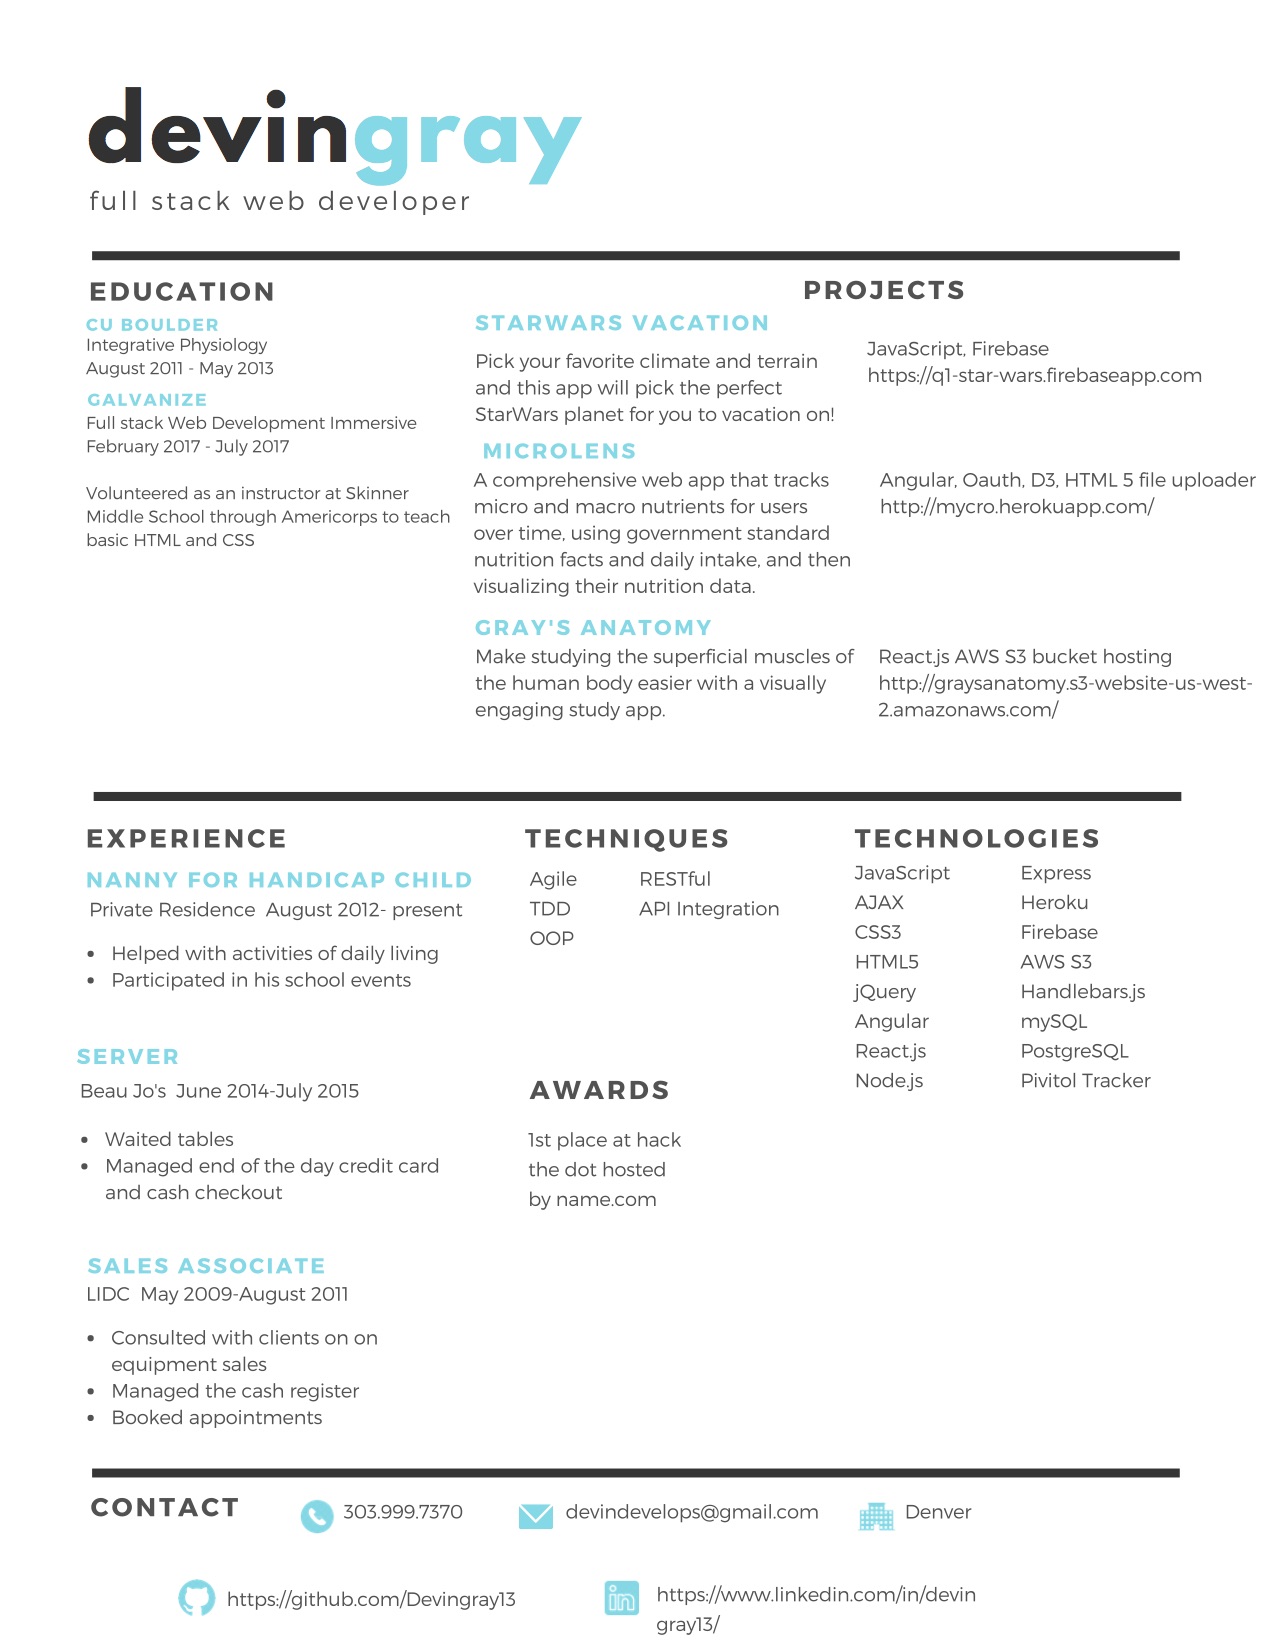 devingray
full stack web developer
EDUCATION
CU BOULDER
Integrative Physiology
August 2011 - May 2013
GALVANIZE
Full stack Web Development Immersive
February 2017 - July 2017
Volunteered as an instructor at Skinner
Middle School through Americorps to teach
basic HTML and CSS
PROJECTS
STARWARS VACATION
Pick your favorite climate and terrain
and this app will pick the perfect
StarWars planet for you to vacation on!
JavaScript, Firebase
https://q1-star-wars.firebaseapp.com
MICROLENS
A comprehensive web app that tracks
micro and macro nutrients for users
over time, using government standard
nutrition facts and daily intake, and then
visualizing their nutrition data.
Angular, Oauth, D3, HTML 5 file uploader
http://mycro.herokuapp.com/
GRAY'S ANATOMY
Make studying the superficial muscles of
the human body easier with a visually
engaging study app.
React.js AWS S3 bucket hosting
http://graysanatomy.s3-website-us-west-
2.amazonaws.com/
EXPERIENCE
NANNY FOR HANDICAP CHILD
Private Residence  August 2012- present
• Helped with activities of daily living
• Participated in his school events
SERVER
Beau Jo's  June 2014-July 2015
• Waited tables
• Managed end of the day credit card
and cash checkout
SALES ASSOCIATE
LIDC  May 2009-August 2011
• Consulted with clients on on
equipment sales
• Managed the cash register
• Booked appointments
TECHNIQUES
Agile
TDD
OOP
RESTful
API Integration
AWARDS
1st place at hack
the dot hosted
by name.com
TECHNOLOGIES
JavaScript
AJAX
CSS3
HTML5
jQuery
Angular
React.js
Node.js
Express
Heroku
Firebase
AWS S3
Handlebars.js
mySQL
PostgreSQL
Pivitol Tracker
CONTACT
303.999.7370
devindevelops@gmail.com
Denver
https://github.com/Devingray13
in
https://www.linkedin.com/in/devin
gray13/